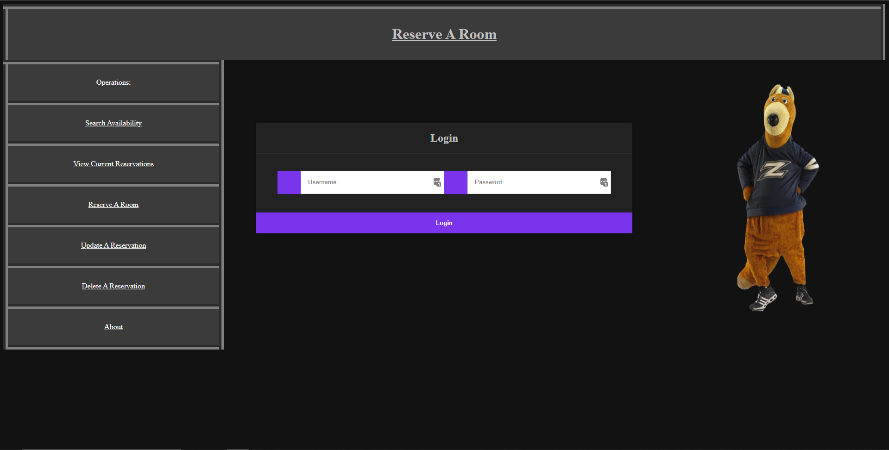 Reserve A Room
Operations:
Search Availability
View Current Reservations
Reserve A Room
Update A Reservation
Delete A Reservation
About
Login
Username
Password
Login
Z